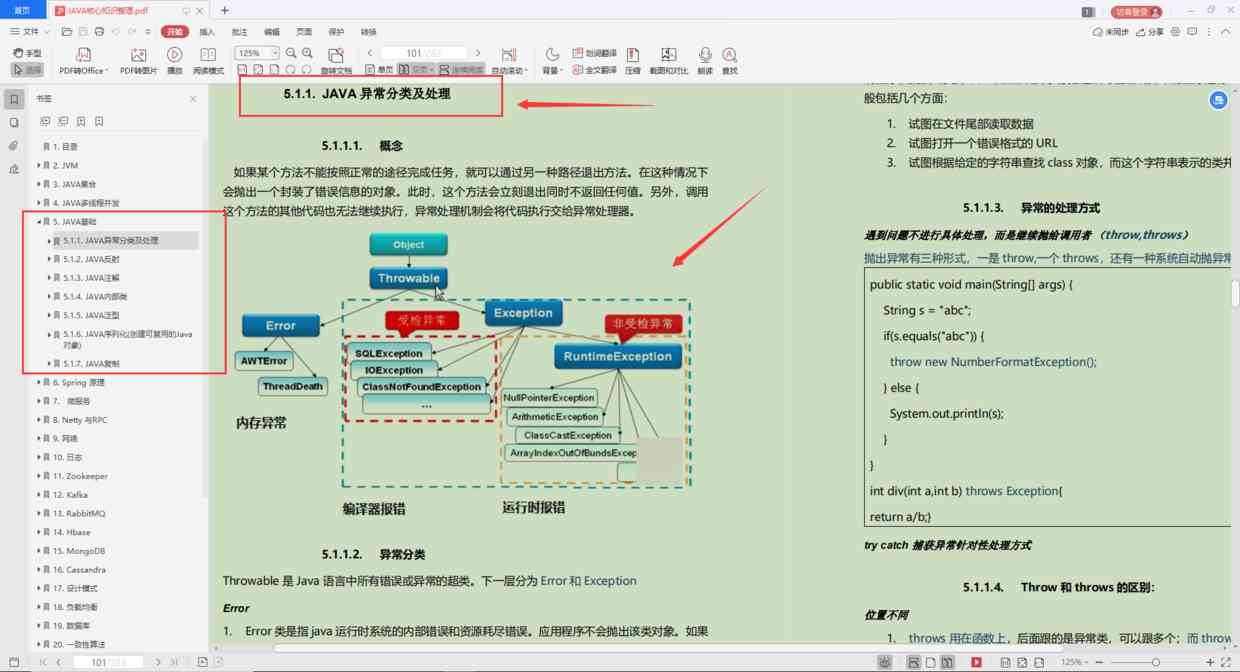 首页
JAVA核心知识整理.pdf
访客登录
文件
开始
插入
批注
编辑
页面
保护
转换
未同步
分享
手型
选择
PDF转Office
PDF转图片
播放
阅读模式
125%
旋转文档
101
单页
双页
连续阅读
自动滚动
背景
划词翻译
全文翻译
压缩
截图和对比
朗读
查找
书签
1. 目录
2. JVM
3. JAVA集合
4. JAVA多线程并发
5. JAVA基础
5.1.1. JAVA异常分类及处理
5.1.2. JAVA反射
5.1.3. JAVA注解
5.1.4. JAVA内部类
5.1.5. JAVA泛型
5.1.6. JAVA序列化(创建可复用的Java
对象)
5.1.7. JAVA复制
6. Spring 原理
7. 微服务
8. Netty 与RPC
9. 网络
10. 日志
11. Zookeeper
12. Kafka
13. RabbitMQ
14. Hbase
15. MongoDB
16. Cassandra
17. 设计模式
18. 负载均衡
19. 数据库
20. 一致性算法
5.1.1. JAVA 异常分类及处理
5.1.1.1. 概念
如果某个方法不能按照正常的途径完成任务，就可以通过另一种路径退出方法。在这种情况下
会抛出一个封装了错误信息的对象。此时，这个方法会立刻退出同时不返回任何值。另外，调用
这个方法的其他代码也无法继续执行，异常处理机制会将代码执行交给异常处理器。
Object
Throwable
Error
Exception
受检异常
非受检异常
AWTError
ThreadDeath
SQLException
IOException
ClassNotFoundException
...
RuntimeException
NullPointerException
ArithmeticException
ClassCastException
ArrayIndexOutOfBundsExcep
内存异常
编译器报错
运行时报错
5.1.1.2. 异常分类
Throwable 是 Java 语言中所有错误或异常的超类。下一层分为 Error 和 Exception
Error
1. Error 类是指 java 运行时系统的内部错误和资源耗尽错误。应用程序不会抛出该类对象。如果
般包括几个方面：
1. 试图在文件尾部读取数据
2. 试图打开一个错误格式的 URL
3. 试图根据给定的字符串查找 class 对象，而这个字符串表示的类并
5.1.1.3. 异常的处理方式
遇到问题不进行具体处理，而是继续抛给调用者 （throw,throws）
抛出异常有三种形式，一是 throw,一个 throws，还有一种系统自动抛异常
public static void main(String[] args) {
String s = "abc";
if(s.equals("abc")) {
throw new NumberFormatException();
} else {
System.out.println(s);
}
}
int div(int a,int b) throws Exception{
return a/b;}
try catch 捕获异常针对性处理方式
5.1.1.4. Throw 和 throws 的区别：
位置不同
1. throws 用在函数上，后面跟的是异常类，可以跟多个；而 throw
101
125%